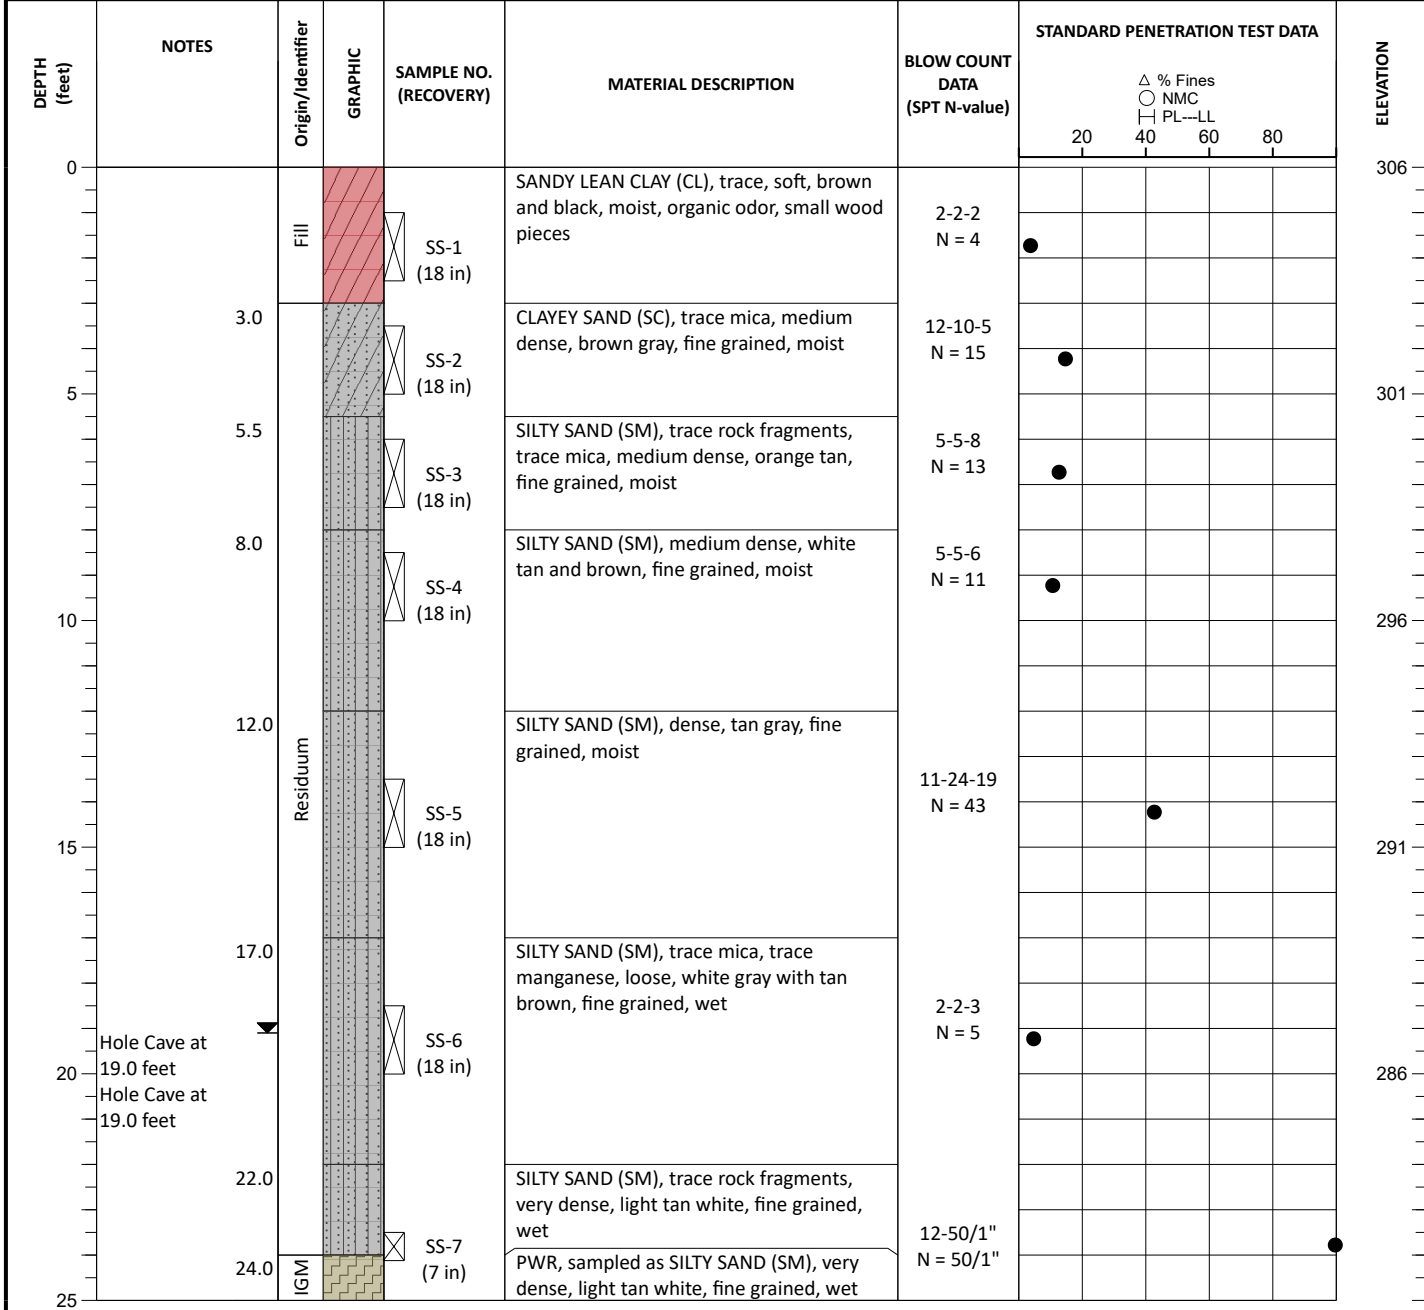 DEPTH
(feet)
NOTES
Origin/Identifier
GRAPHIC
SAMPLE NO.
(RECOVERY)
MATERIAL DESCRIPTION
BLOW COUNT
DATA
(SPT N-value)
STANDARD PENETRATION TEST DATA
% Fines
NMC
PL---LL
20 40 60 80
ELEVATION
0
306
Fill
SS-1
(18 in)
SANDY LEAN CLAY (CL), trace, soft, brown
and black, moist, organic odor, small wood
pieces
2-2-2
N = 4
3.0
SS-2
(18 in)
CLAYEY SAND (SC), trace mica, medium
dense, brown gray, fine grained, moist
12-10-5
N = 15
5
301
5.5
SS-3
(18 in)
SILTY SAND (SM), trace rock fragments,
trace mica, medium dense, orange tan,
fine grained, moist
5-5-8
N = 13
8.0
SS-4
(18 in)
SILTY SAND (SM), medium dense, white
tan and brown, fine grained, moist
5-5-6
N = 11
10
296
12.0
Residuum
SS-5
(18 in)
SILTY SAND (SM), dense, tan gray, fine
grained, moist
11-24-19
N = 43
15
291
17.0
SS-6
(18 in)
SILTY SAND (SM), trace mica, trace
manganese, loose, white gray with tan
brown, fine grained, wet
2-2-3
N = 5
Hole Cave at
19.0 feet
Hole Cave at
19.0 feet
20
286
22.0
SS-7
(7 in)
SILTY SAND (SM), trace rock fragments,
very dense, light tan white, fine grained,
wet
12-50/1"
N = 50/1"
24.0
IGM
PWR, sampled as SILTY SAND (SM), very
dense, light tan white, fine grained, wet
25